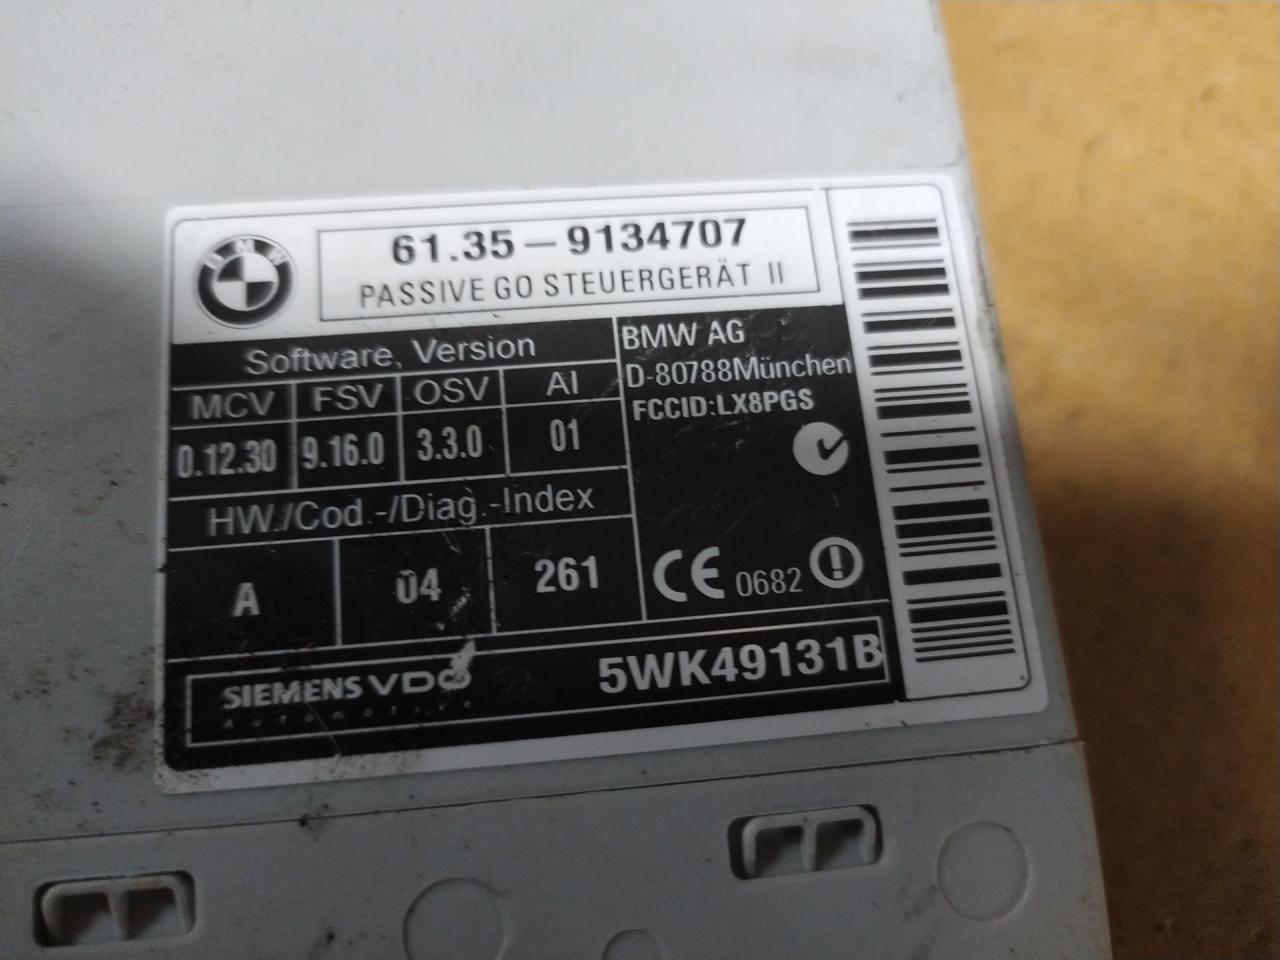 BMW
61.35-9134707
PASSIVE GO STEUERGERÄT II
Software, Version
MCV FSV OSV AI
0.12.30 9.16.0 3.3.0 01
HW./Cod.-/Diag.-Index
A 04 261
BMW AG
D-80788München
FCCID:LX8PGS
CE 0682
SIEMENS VDO
Automotive
5WK49131B